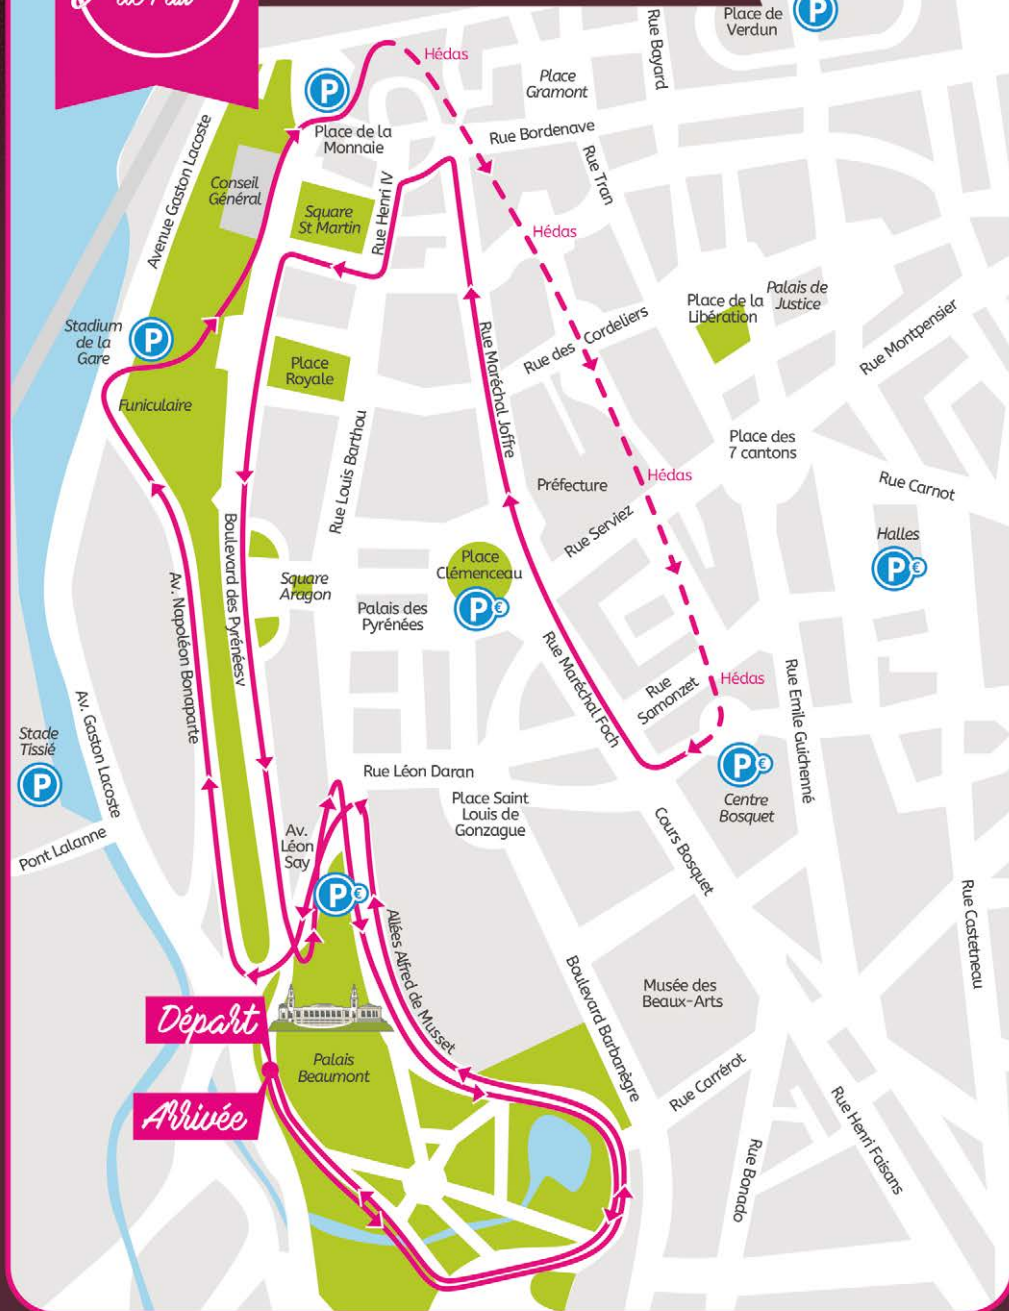 de Pau
Place de
Verdun
P
Rue Bayard
Hédas
Place
Gramont
P
Place de la
Monnaie
Rue Bordenave
Rue Tran
Avenue Gaston Lacoste
Conseil
Général
Square
St Martin
Rue Henri IV
Hédas
Place de la
Libération
Palais de
Justice
Rue Montpensier
Stadium
de la
Gare
P
Rue des Cordeliers
Rue Maréchal Joffre
Place
Royale
Funiculaire
Rue Louis Barthou
Place des
7 cantons
Hédas
Préfecture
Rue Carnot
Rue Serviez
Halles
P€
Boulevard des Pyrénéesv
Place
Clémenceau
P€
Square
Aragon
Palais des
Pyrénées
Av. Napoléon Bonaparte
Rue Maréchal Foch
Rue
Samonzet
Hédas
Rue Emile Guichenné
Av. Gaston Lacoste
Stade
Tissié
P
P€
Centre
Bosquet
Rue Léon Daran
Place Saint
Louis de
Gonzague
Pont Lalanne
Av.
Léon
Say
Cours Bosquet
P€
Rue Castetneau
Allées Alfred de Musset
Boulevard Barbanègre
Musée des
Beaux-Arts
Départ
Palais
Beaumont
Arrivée
Rue Carrérot
Rue Henri Faisans
Rue Bonado